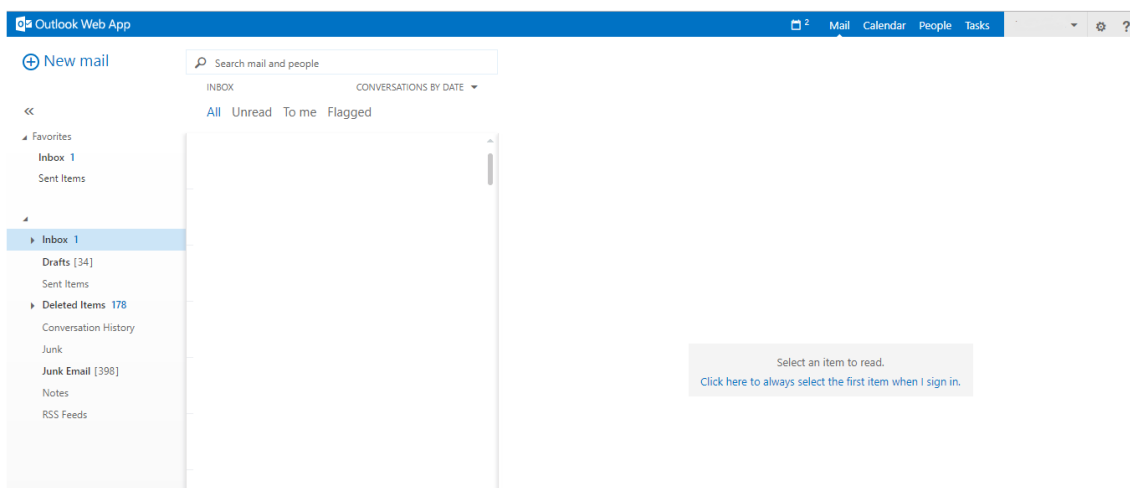 Outlook Web App
2 Mail Calendar People Tasks ?
New mail
Search mail and people
INBOX CONVERSATIONS BY DATE
All Unread To me Flagged
Favorites
Inbox 1
Sent Items
Inbox 1
Drafts [34]
Sent Items
Deleted Items 178
Conversation History
Junk
Junk Email [398]
Notes
RSS Feeds
Select an item to read.
Click here to always select the first item when I sign in.